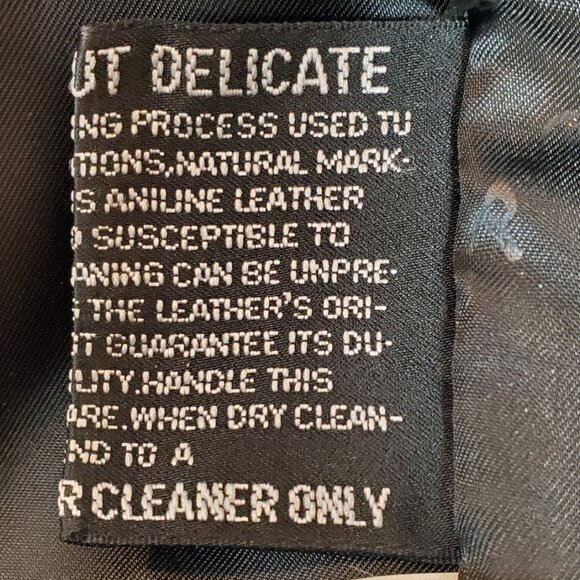 UT DELICATE
NG PROCESS USED TU
TIONS,NATURAL MARK-
S ANILINE LEATHER
SUSCEPTIBLE TO
ANING CAN BE UNPRE-
THE LEATHER'S ORI-
T GUARANTEE ITS DU-
LITY.HANDLE THIS
ARE.WHEN DRY CLEAN-
ND TO A
R CLEANER ONLY